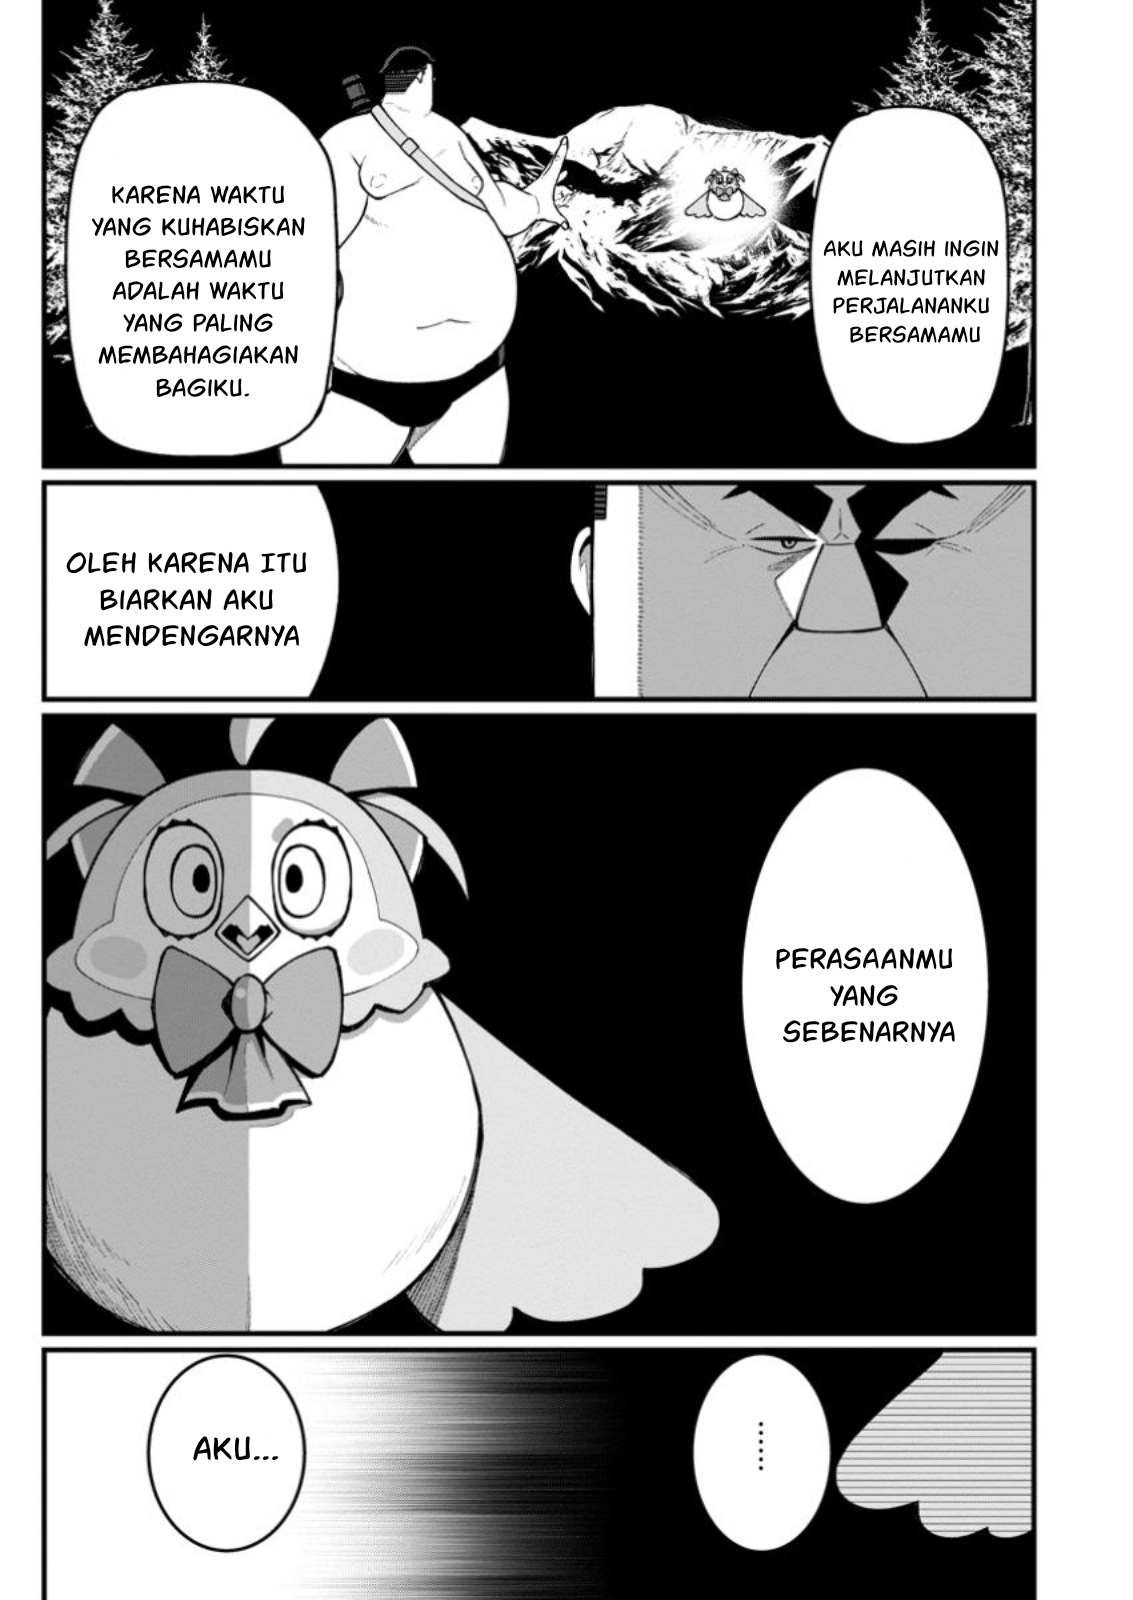 AKU MASIH INGIN
MELANJUTKAN
PERJALANANKU
BERSAMAMU
KARENA WAKTU
YANG KUHABISKAN
BERSAMAMU
ADALAH WAKTU
YANG PALING
MEMBAHAGIAKAN
BAGIKU.
OLEH KARENA ITU
BIARKAN AKU
MENDENGARNYA
PERASAANMU
YANG
SEBENARNYA
......
AKU...